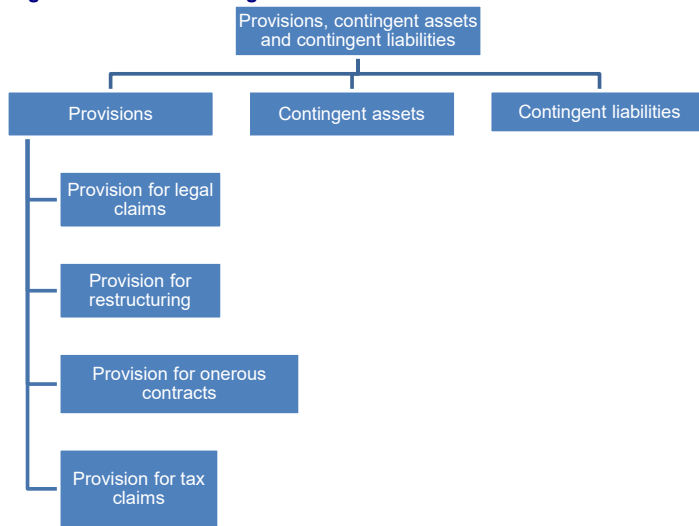 Provisions, contingent assets
and contingent liabilities
Provisions
Contingent assets
Contingent liabilities
Provision for legal
claims
Provision for
restructuring
Provision for onerous
contracts
Provision for tax
claims